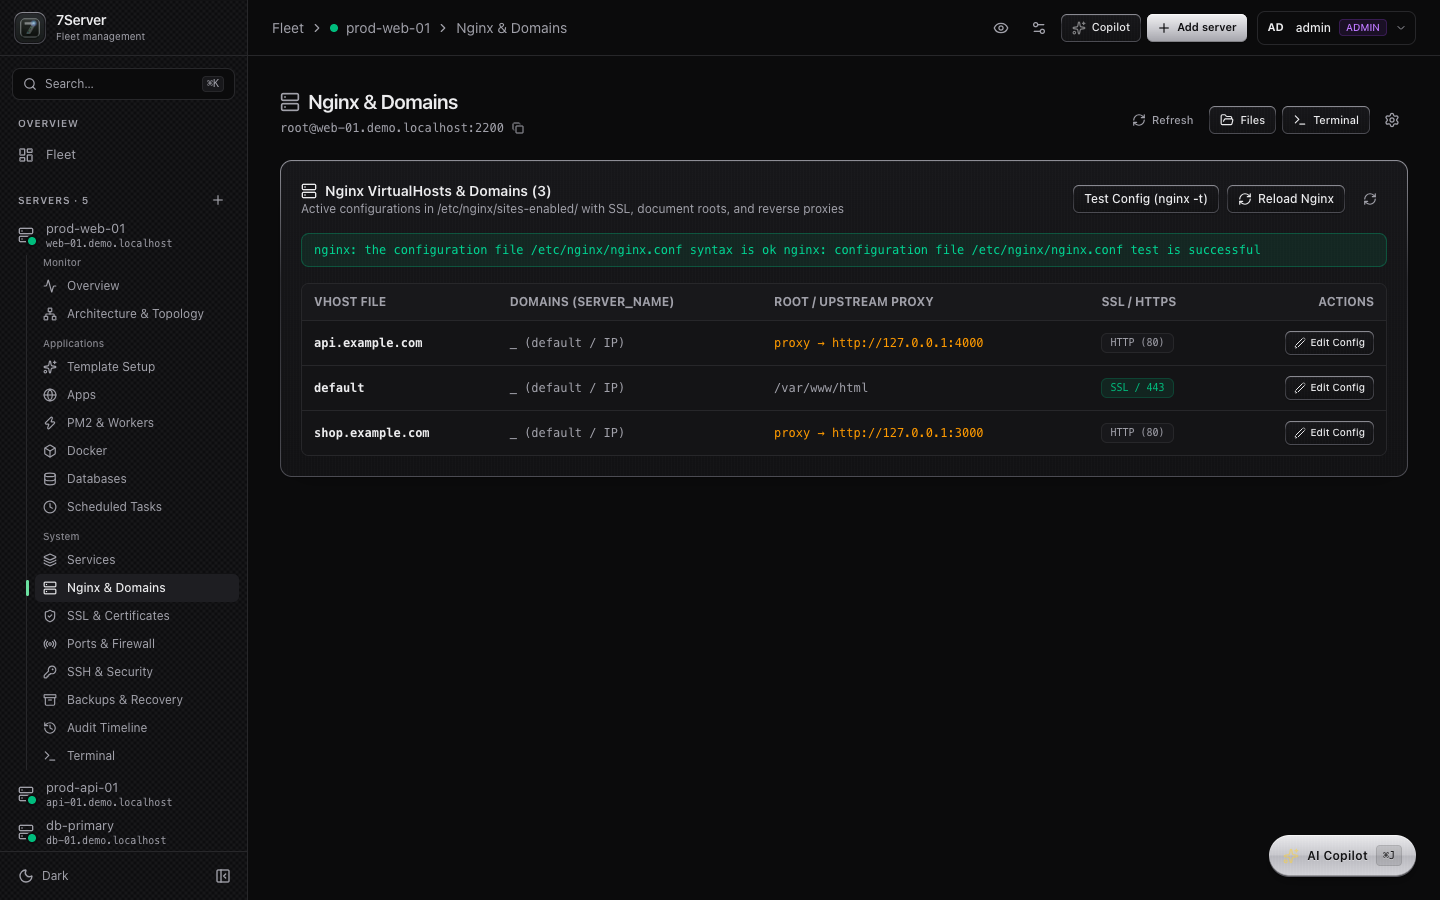 7Server
Fleet management
Search...
⌘K
OVERVIEW
Fleet
SERVERS · 5
prod-web-01
web-01.demo.localhost
Monitor
Overview
Architecture & Topology
Applications
Template Setup
Apps
PM2 & Workers
Docker
Databases
Scheduled Tasks
System
Services
Nginx & Domains
SSL & Certificates
Ports & Firewall
SSH & Security
Backups & Recovery
Audit Timeline
Terminal
prod-api-01
api-01.demo.localhost
db-primary
db-01.demo.localhost
Dark
Fleet > prod-web-01 > Nginx & Domains
Copilot
Add server
AD admin ADMIN
Nginx & Domains
root@web-01.demo.localhost:2200
Refresh
Files
Terminal
Nginx VirtualHosts & Domains (3)
Active configurations in /etc/nginx/sites-enabled/ with SSL, document roots, and reverse proxies
Test Config (nginx -t)
Reload Nginx
nginx: the configuration file /etc/nginx/nginx.conf syntax is ok nginx: configuration file /etc/nginx/nginx.conf test is successful
VHOST FILE DOMAINS (SERVER_NAME) ROOT / UPSTREAM PROXY SSL / HTTPS ACTIONS
api.example.com _ (default / IP) proxy → http://127.0.0.1:4000 HTTP (80) Edit Config
default _ (default / IP) /var/www/html SSL / 443 Edit Config
shop.example.com _ (default / IP) proxy → http://127.0.0.1:3000 HTTP (80) Edit Config
AI Copilot ⌘J